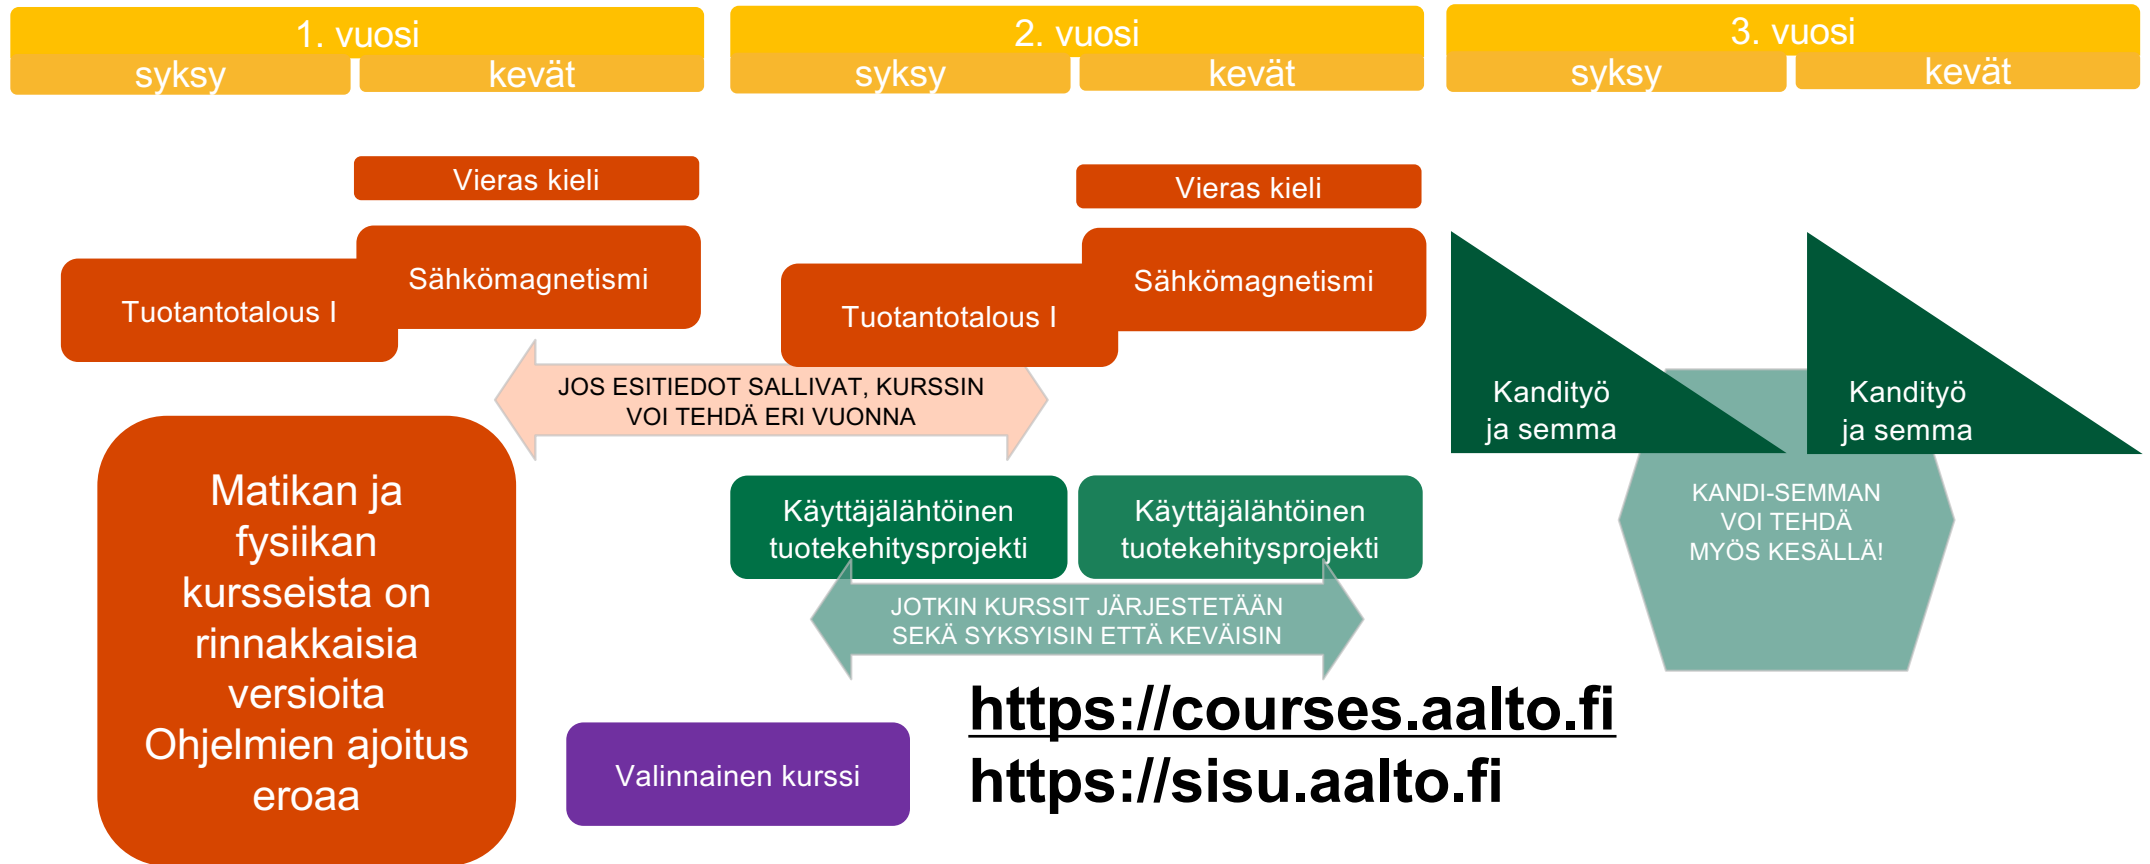 1. vuosi
syksy
kevät
2. vuosi
syksy
kevät
3. vuosi
syksy
kevät
Vieras kieli
Sähkömagnetismi
Tuotantotalous I
Vieras kieli
Sähkömagnetismi
Tuotantotalous I
JOS ESITIEDOT SALLIVAT, KURSSIN
VOI TEHDÄ ERI VUONNA
Kandityö
ja semma
Kandityö
ja semma
KANDI-SEMMAN
VOI TEHDÄ
MYÖS KESÄLLÄ!
Matikan ja
fysiikan
kursseista on
rinnakkaisia
versioita
Ohjelmien ajoitus
eroaa
Käyttäjälähtöinen
tuotekehitysprojekti
Käyttäjälähtöinen
tuotekehitysprojekti
JOTKIN KURSSIT JÄRJESTETÄÄN
SEKÄ SYKSYISIN ETTÄ KEVÄISIN
Valinnainen kurssi
https://courses.aalto.fi
https://sisu.aalto.fi